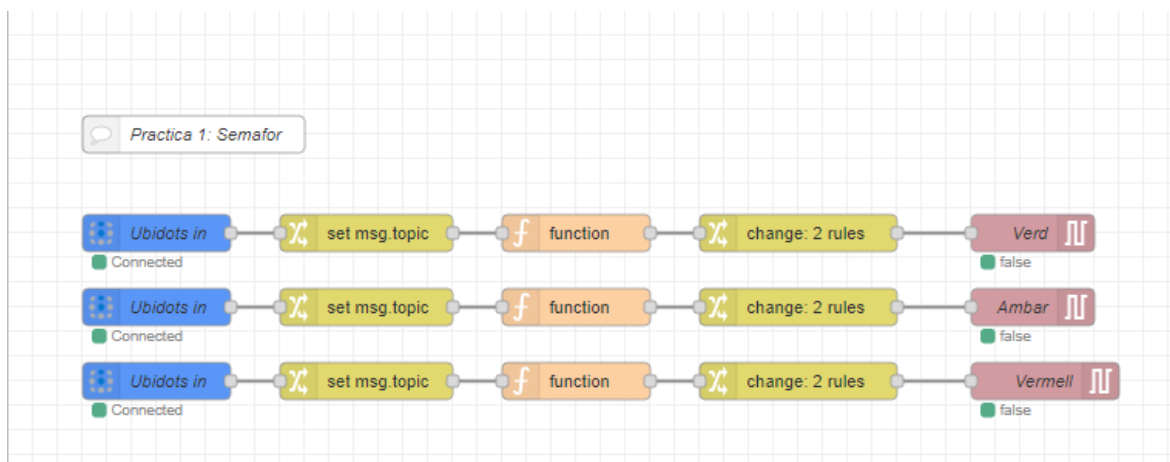 Practica 1: Semafor
Ubidots in set msg.topic function change: 2 rules Verd
Connected false
Ubidots in set msg.topic function change: 2 rules Ambar
Connected false
Ubidots in set msg.topic function change: 2 rules Vermell
Connected false